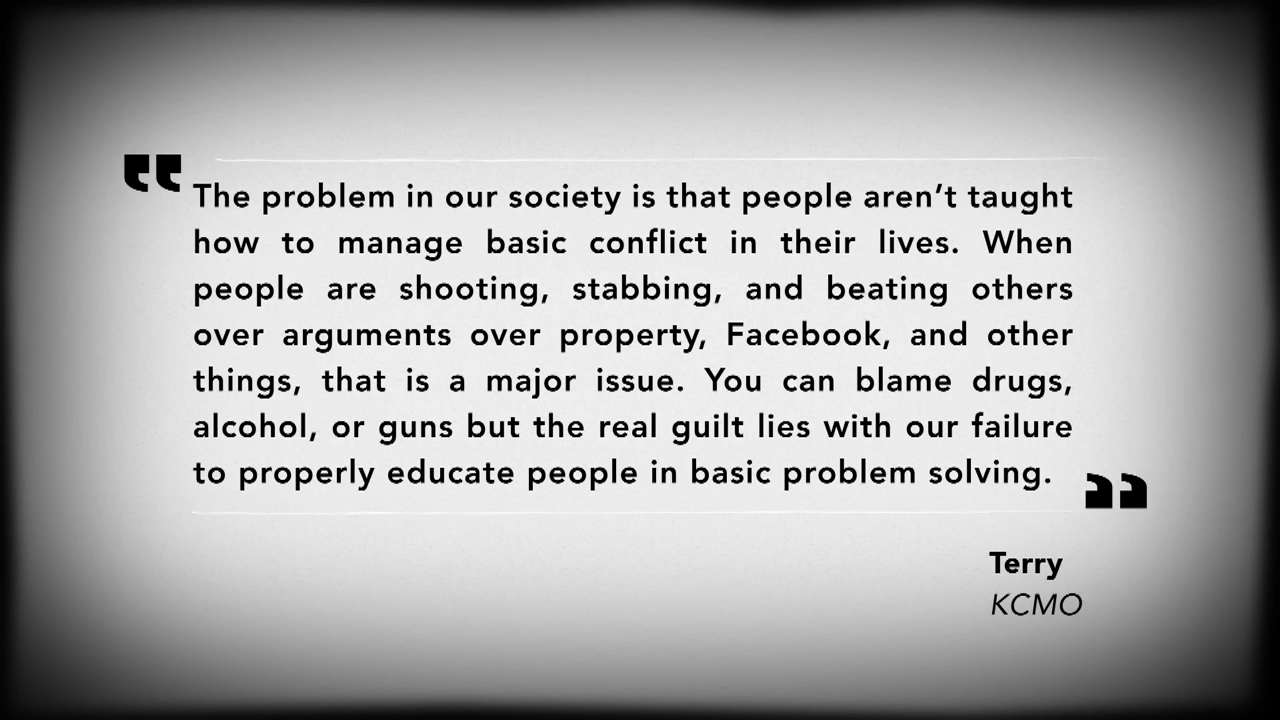 “The problem in our society is that people aren’t taught
how to manage basic conflict in their lives. When
people are shooting, stabbing, and beating others
over arguments over property, Facebook, and other
things, that is a major issue. You can blame drugs,
alcohol, or guns but the real guilt lies with our failure
to properly educate people in basic problem solving.”
Terry
KCMO